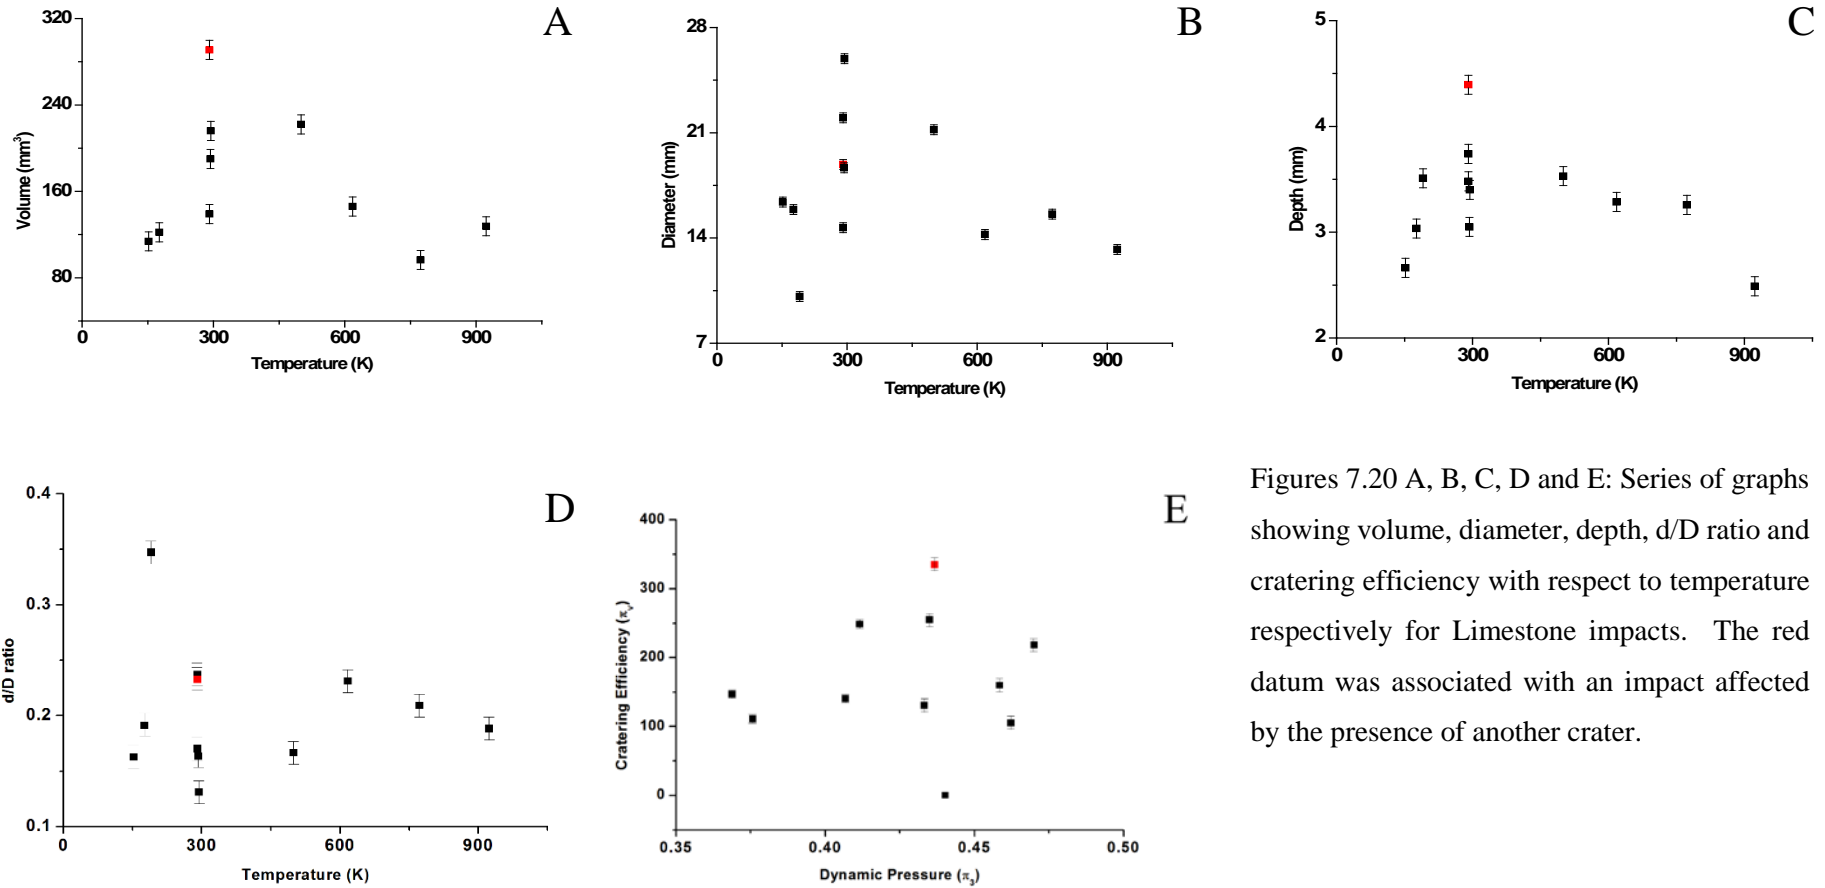 A
320
240
160
80
0
300
600
900
Volume (mm³)
Temperature (K)
B
28
21
14
7
0
300
600
900
Diameter (mm)
Temperature (K)
C
5
4
3
2
0
300
600
900
Depth (mm)
Temperature (K)
D
0.4
0.3
0.2
0.1
0
300
600
900
d/D ratio
Temperature (K)
E
400
300
200
100
0
0.35
0.40
0.45
0.50
Cratering Efficiency (πᵥ)
Dynamic Pressure (π₃)
Figures 7.20 A, B, C, D and E: Series of graphs
showing volume, diameter, depth, d/D ratio and
cratering efficiency with respect to temperature
respectively for Limestone impacts. The red
datum was associated with an impact affected
by the presence of another crater.